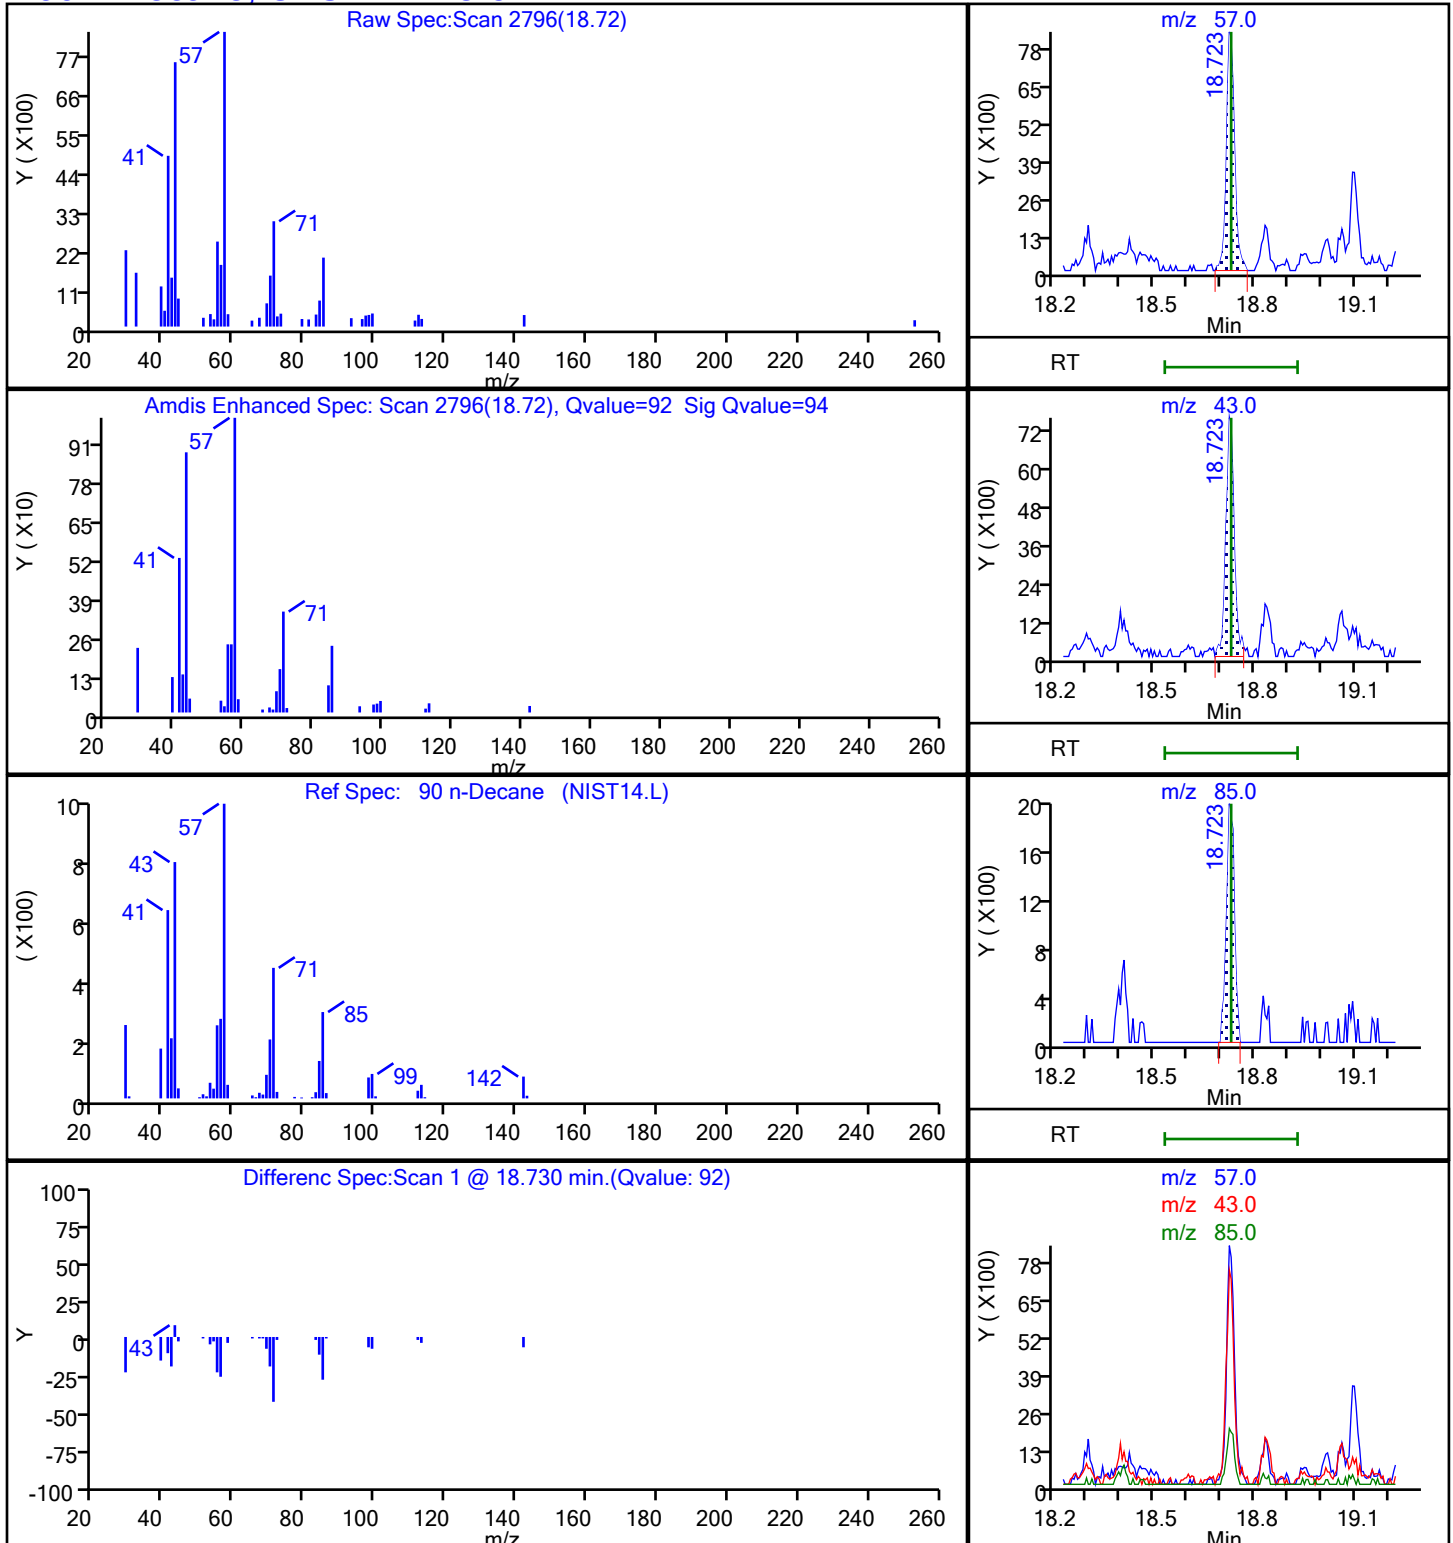 Raw Spec:Scan 2796(18.72)
Y ( X100)
77
66
55
44
33
22
11
0
57
41
71
20 40 60 80 100 120 140 160 180 200 220 240 260
m/z
m/z 57.0
Y ( X100)
78
65
52
39
26
13
0
18.723
18.2 18.5 18.8 19.1
Min
RT
Amdis Enhanced Spec: Scan 2796(18.72), Qvalue=92 Sig Qvalue=94
Y ( X10)
91
78
65
52
39
26
13
0
57
41
71
20 40 60 80 100 120 140 160 180 200 220 240 260
m/z
m/z 43.0
Y ( X100)
72
60
48
36
24
12
0
18.723
18.2 18.5 18.8 19.1
Min
RT
Ref Spec: 90 n-Decane (NIST14.L)
( X100)
10
8
6
4
2
0
57
43
41
71
85
99
142
20 40 60 80 100 120 140 160 180 200 220 240 260
m/z 85.0
Y ( X100)
20
16
12
8
4
0
18.723
18.2 18.5 18.8 19.1
Min
RT
Differenc Spec:Scan 1 @ 18.730 min.(Qvalue: 92)
Y
100
75
50
25
0
-25
-50
-75
-100
43
20 40 60 80 100 120 140 160 180 200 220 240 260
m/z
m/z 57.0
m/z 43.0
m/z 85.0
Y ( X100)
78
65
52
39
26
13
0
18.2 18.5 18.8 19.1
Min